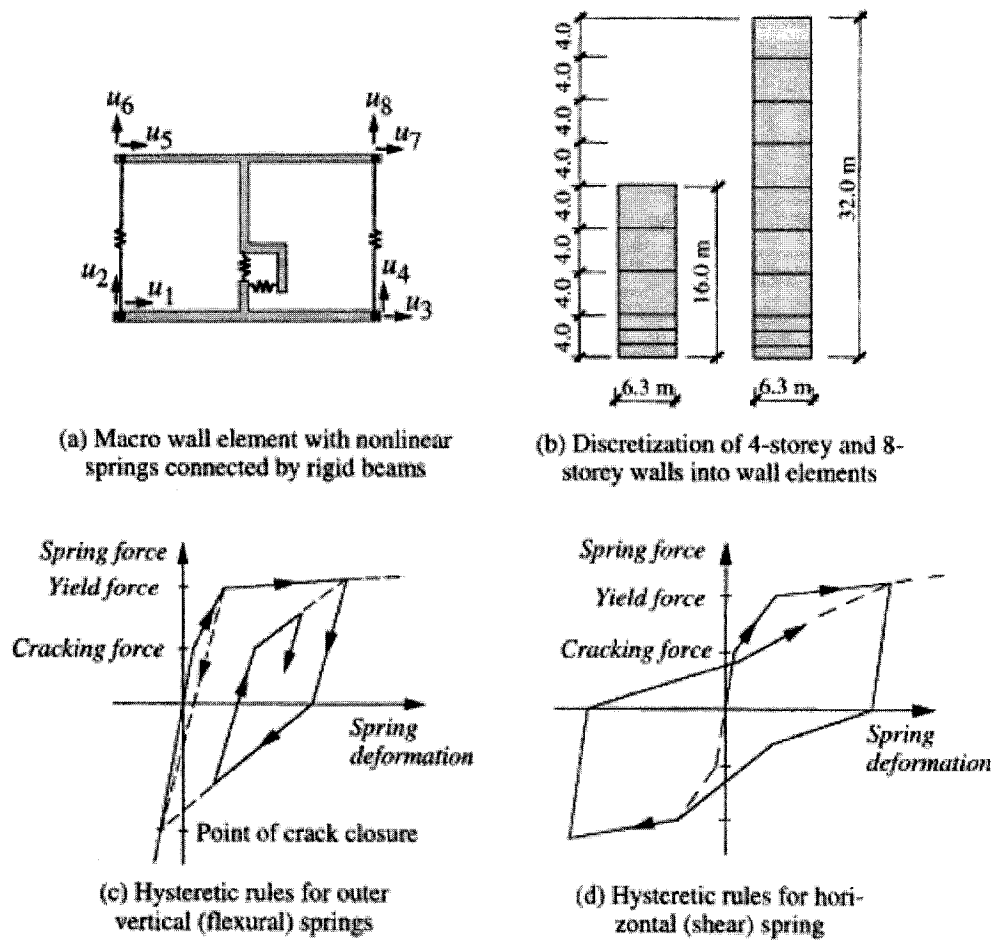 u6
u5
u8
u7
u2
u1
u4
u3
(a) Macro wall element with nonlinear
springs connected by rigid beams
4.0
4.0
4.0
4.0
4.0
4.0
4.0
4.0
16.0 m
32.0 m
6.3 m
6.3 m
(b) Discretization of 4-storey and 8-
storey walls into wall elements
Spring force
Yield force
Cracking force
Spring
deformation
Point of crack closure
(c) Hysteretic rules for outer
vertical (flexural) springs
Spring force
Yield force
Cracking force
Spring
deformation
(d) Hysteretic rules for hori-
zontal (shear) spring